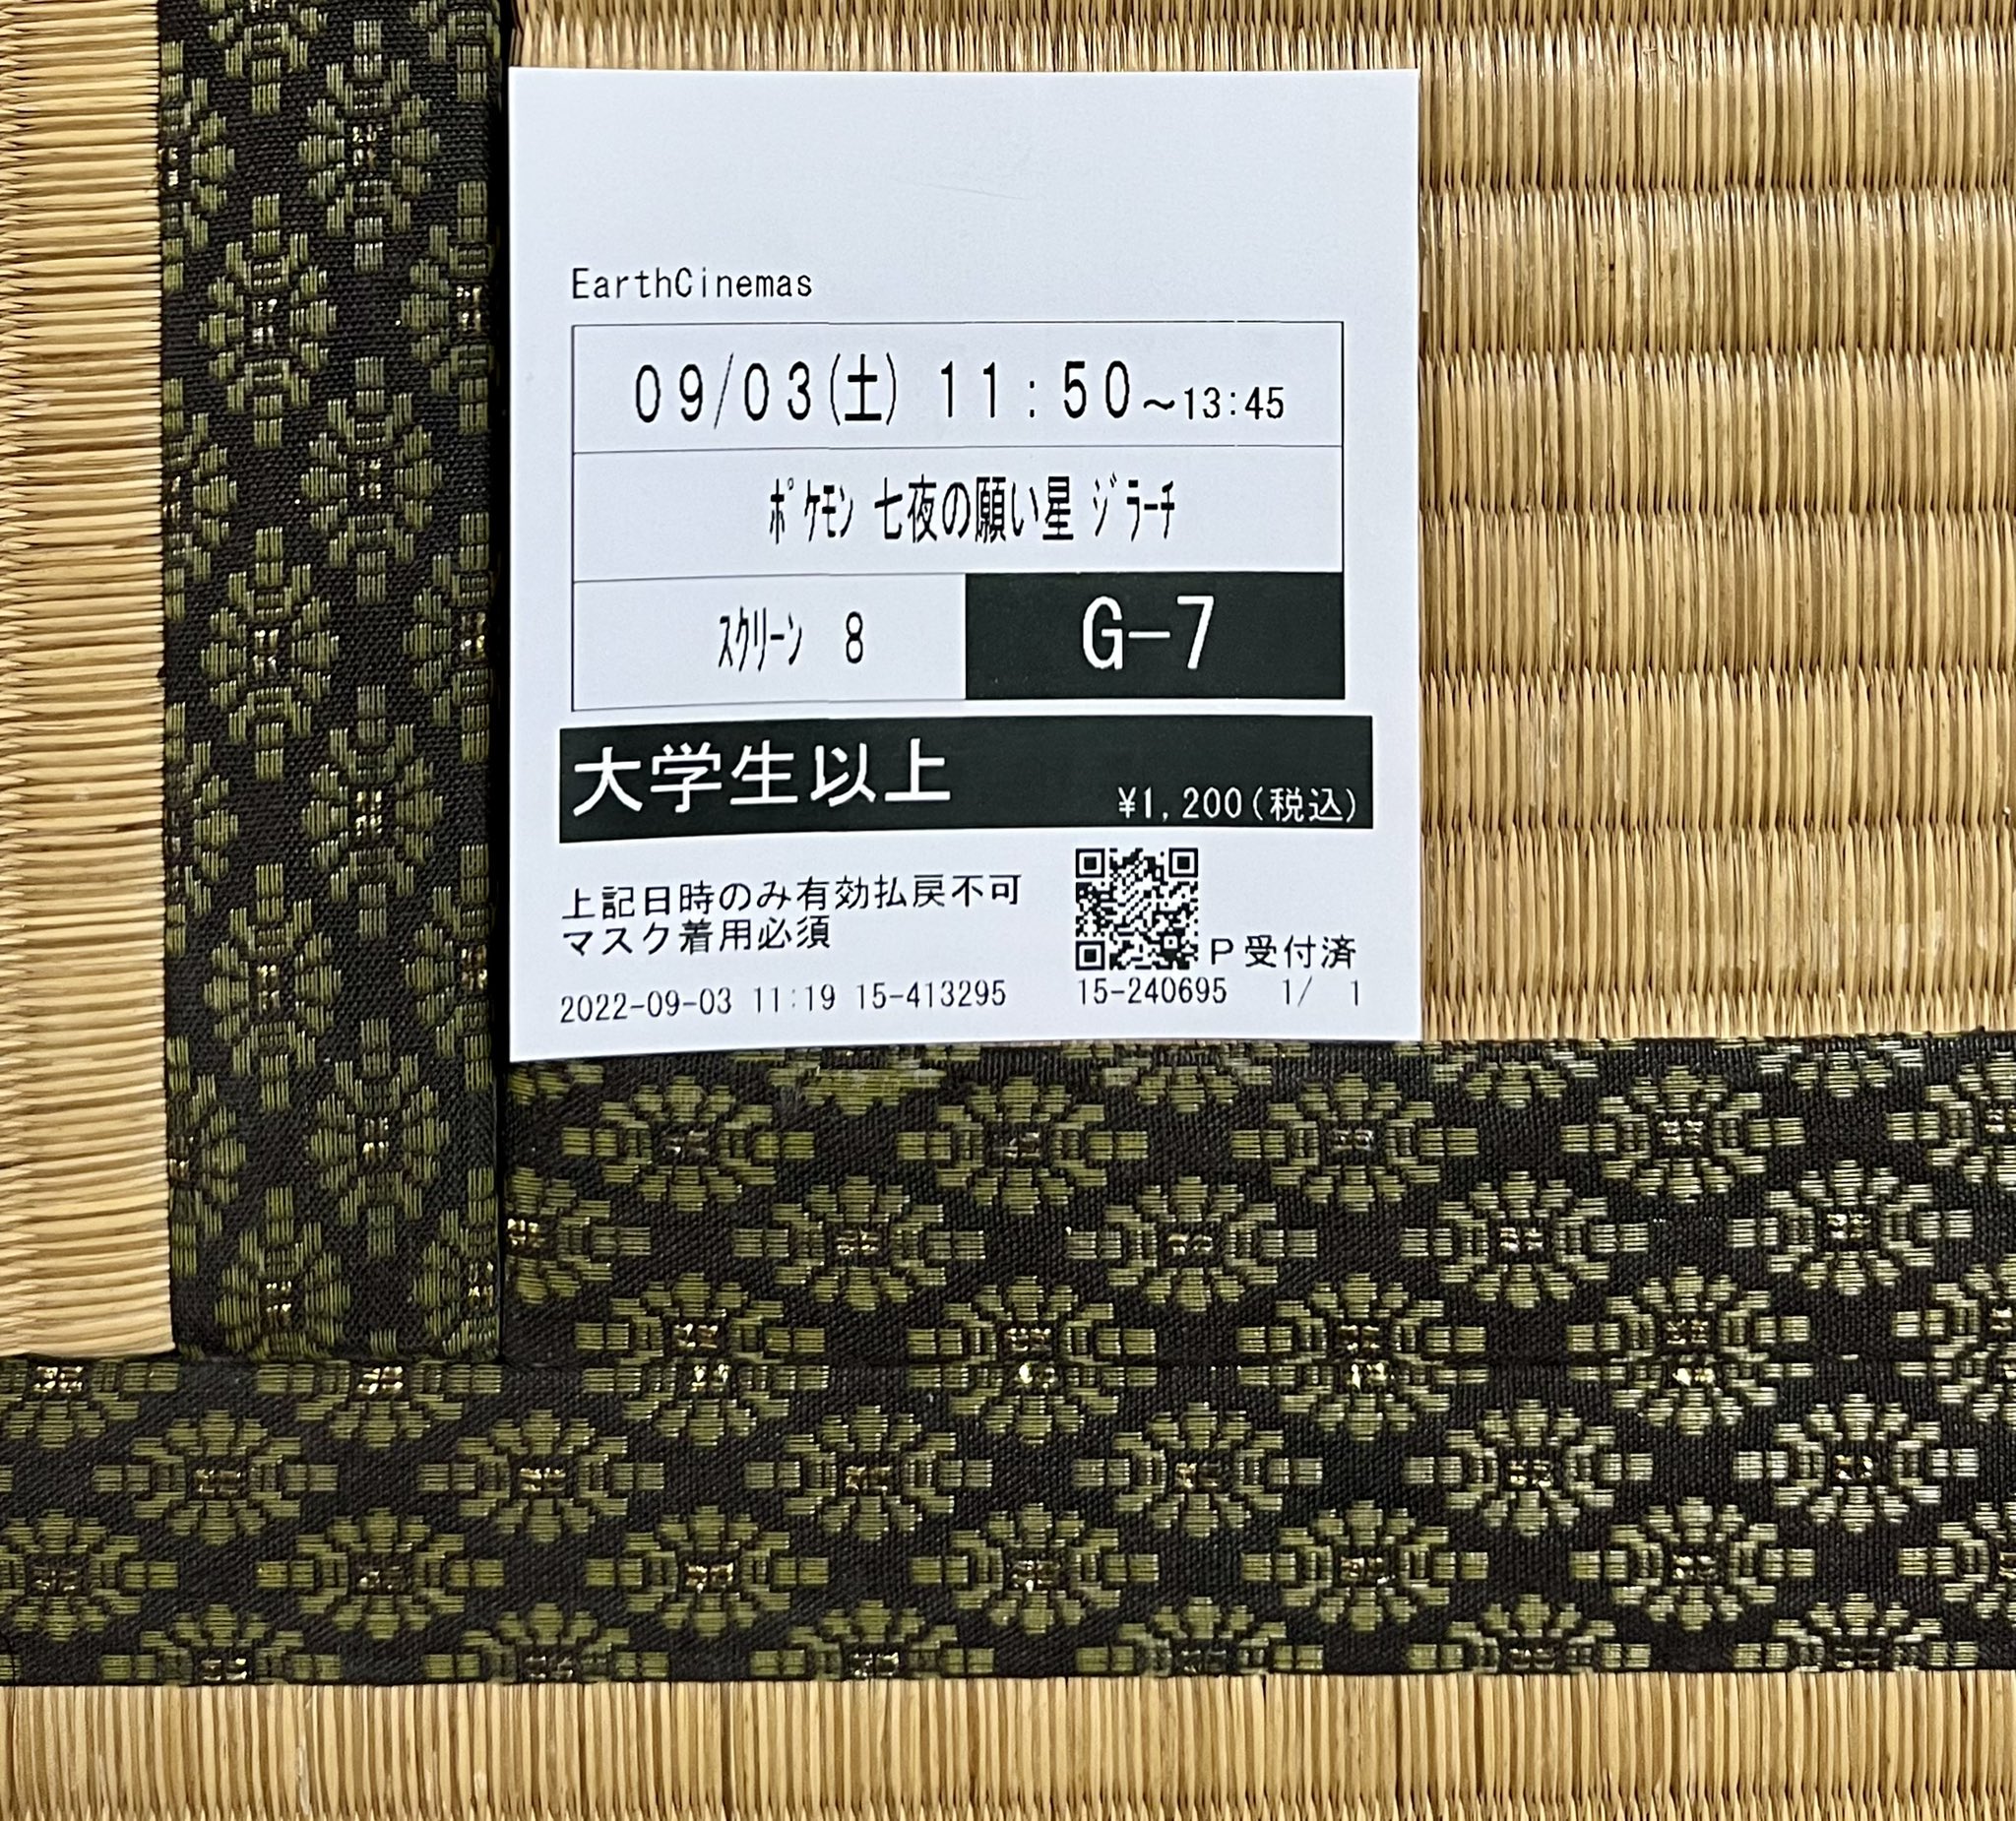 EarthCinemas
09/03(土) 11:50～13:45
ﾎﾟｹﾓﾝ 七夜の願い星 ｼﾞﾗｰﾁ
ｽｸﾘｰﾝ 8
G-7
大学生以上
¥1,200(税込)
上記日時のみ有効払戻不可
マスク着用必須
P受付済
2022-09-03 11:19 15-413295
15-240695 1/ 1